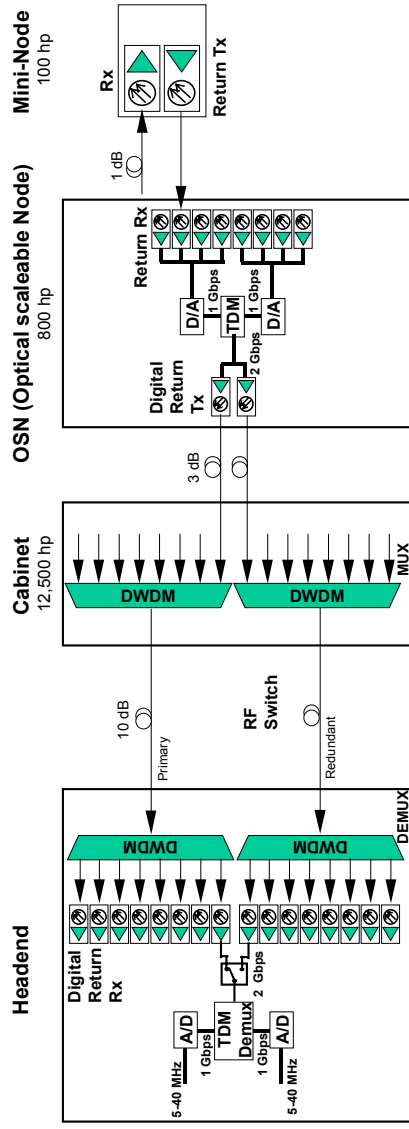 Headend
Digital
Return
Rx
5-40 MHz
A/D
1 Gbps
TDM
Demux
2 Gbps
1 Gbps
A/D
5-40 MHz
DWDM
DWDM
DEMUX
10 dB
Primary
RF
Switch
Redundant
Cabinet
12,500 hp
DWDM
DWDM
MUX
3 dB
OSN (Optical scaleable Node)
800 hp
Digital
Return
Tx
2 Gbps
D/A
1 Gbps
TDM
1 Gbps
D/A
Return Rx
1 dB
Mini-Node
100 hp
Rx
Return Tx